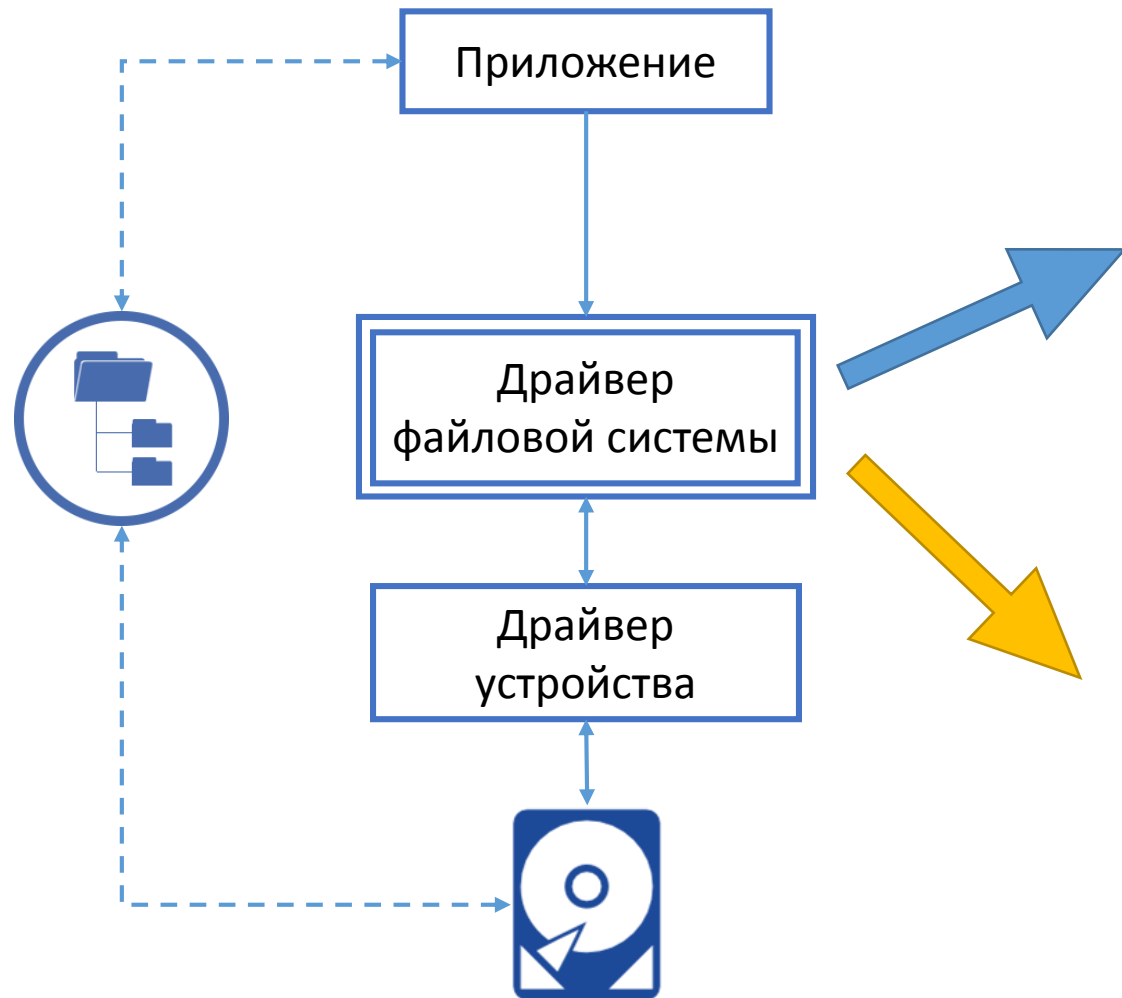 Приложение
Драйвер
файловой системы
Драйвер
устройства